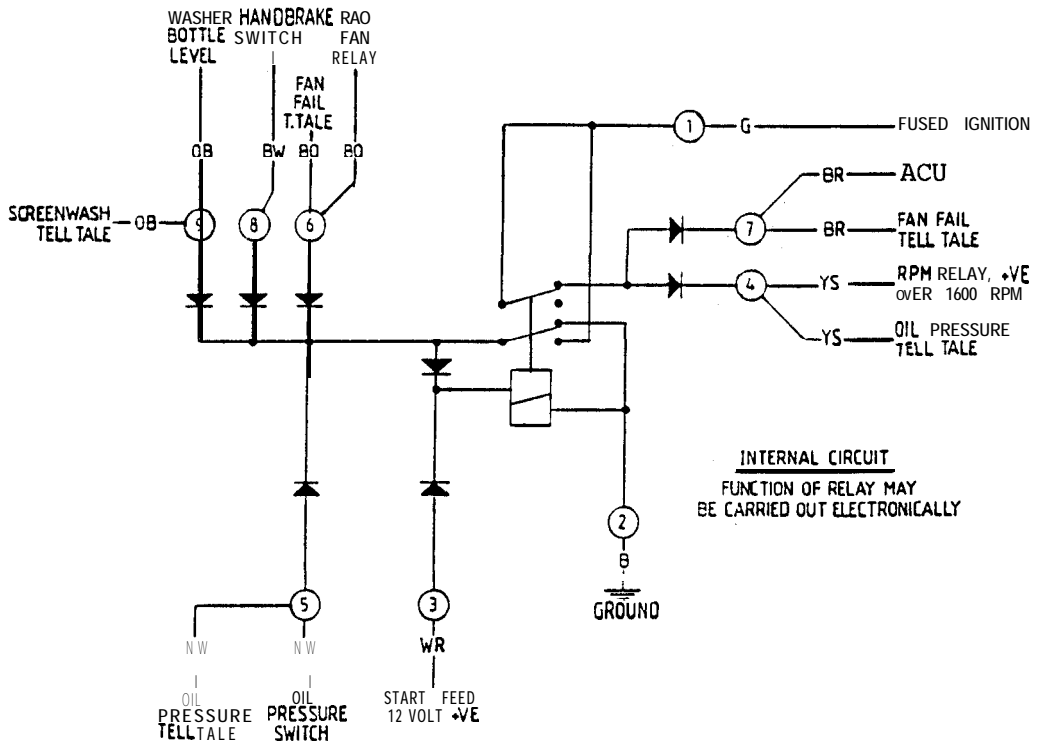 WASHER
BOTTLE
LEVEL
HANDBRAKE
SWITCH
RAO
FAN
RELAY
FAN
FAIL
T.TALE
OB
BW
BO
BO
SCREENWASH
TELL TALE
OB
9
8
6
1
G
FUSED IGNITION
BR
ACU
7
BR
FAN FAIL
TELL TALE
4
YS
RPM RELAY, +VE
OVER 1600 RPM
YS
OIL PRESSURE
TELL TALE
INTERNAL CIRCUIT
FUNCTION OF RELAY MAY
BE CARRIED OUT ELECTRONICALLY
2
B
GROUND
5
3
NW
NW
WR
OIL
PRESSURE
TELL TALE
OIL
PRESSURE
SWITCH
START FEED
12 VOLT +VE